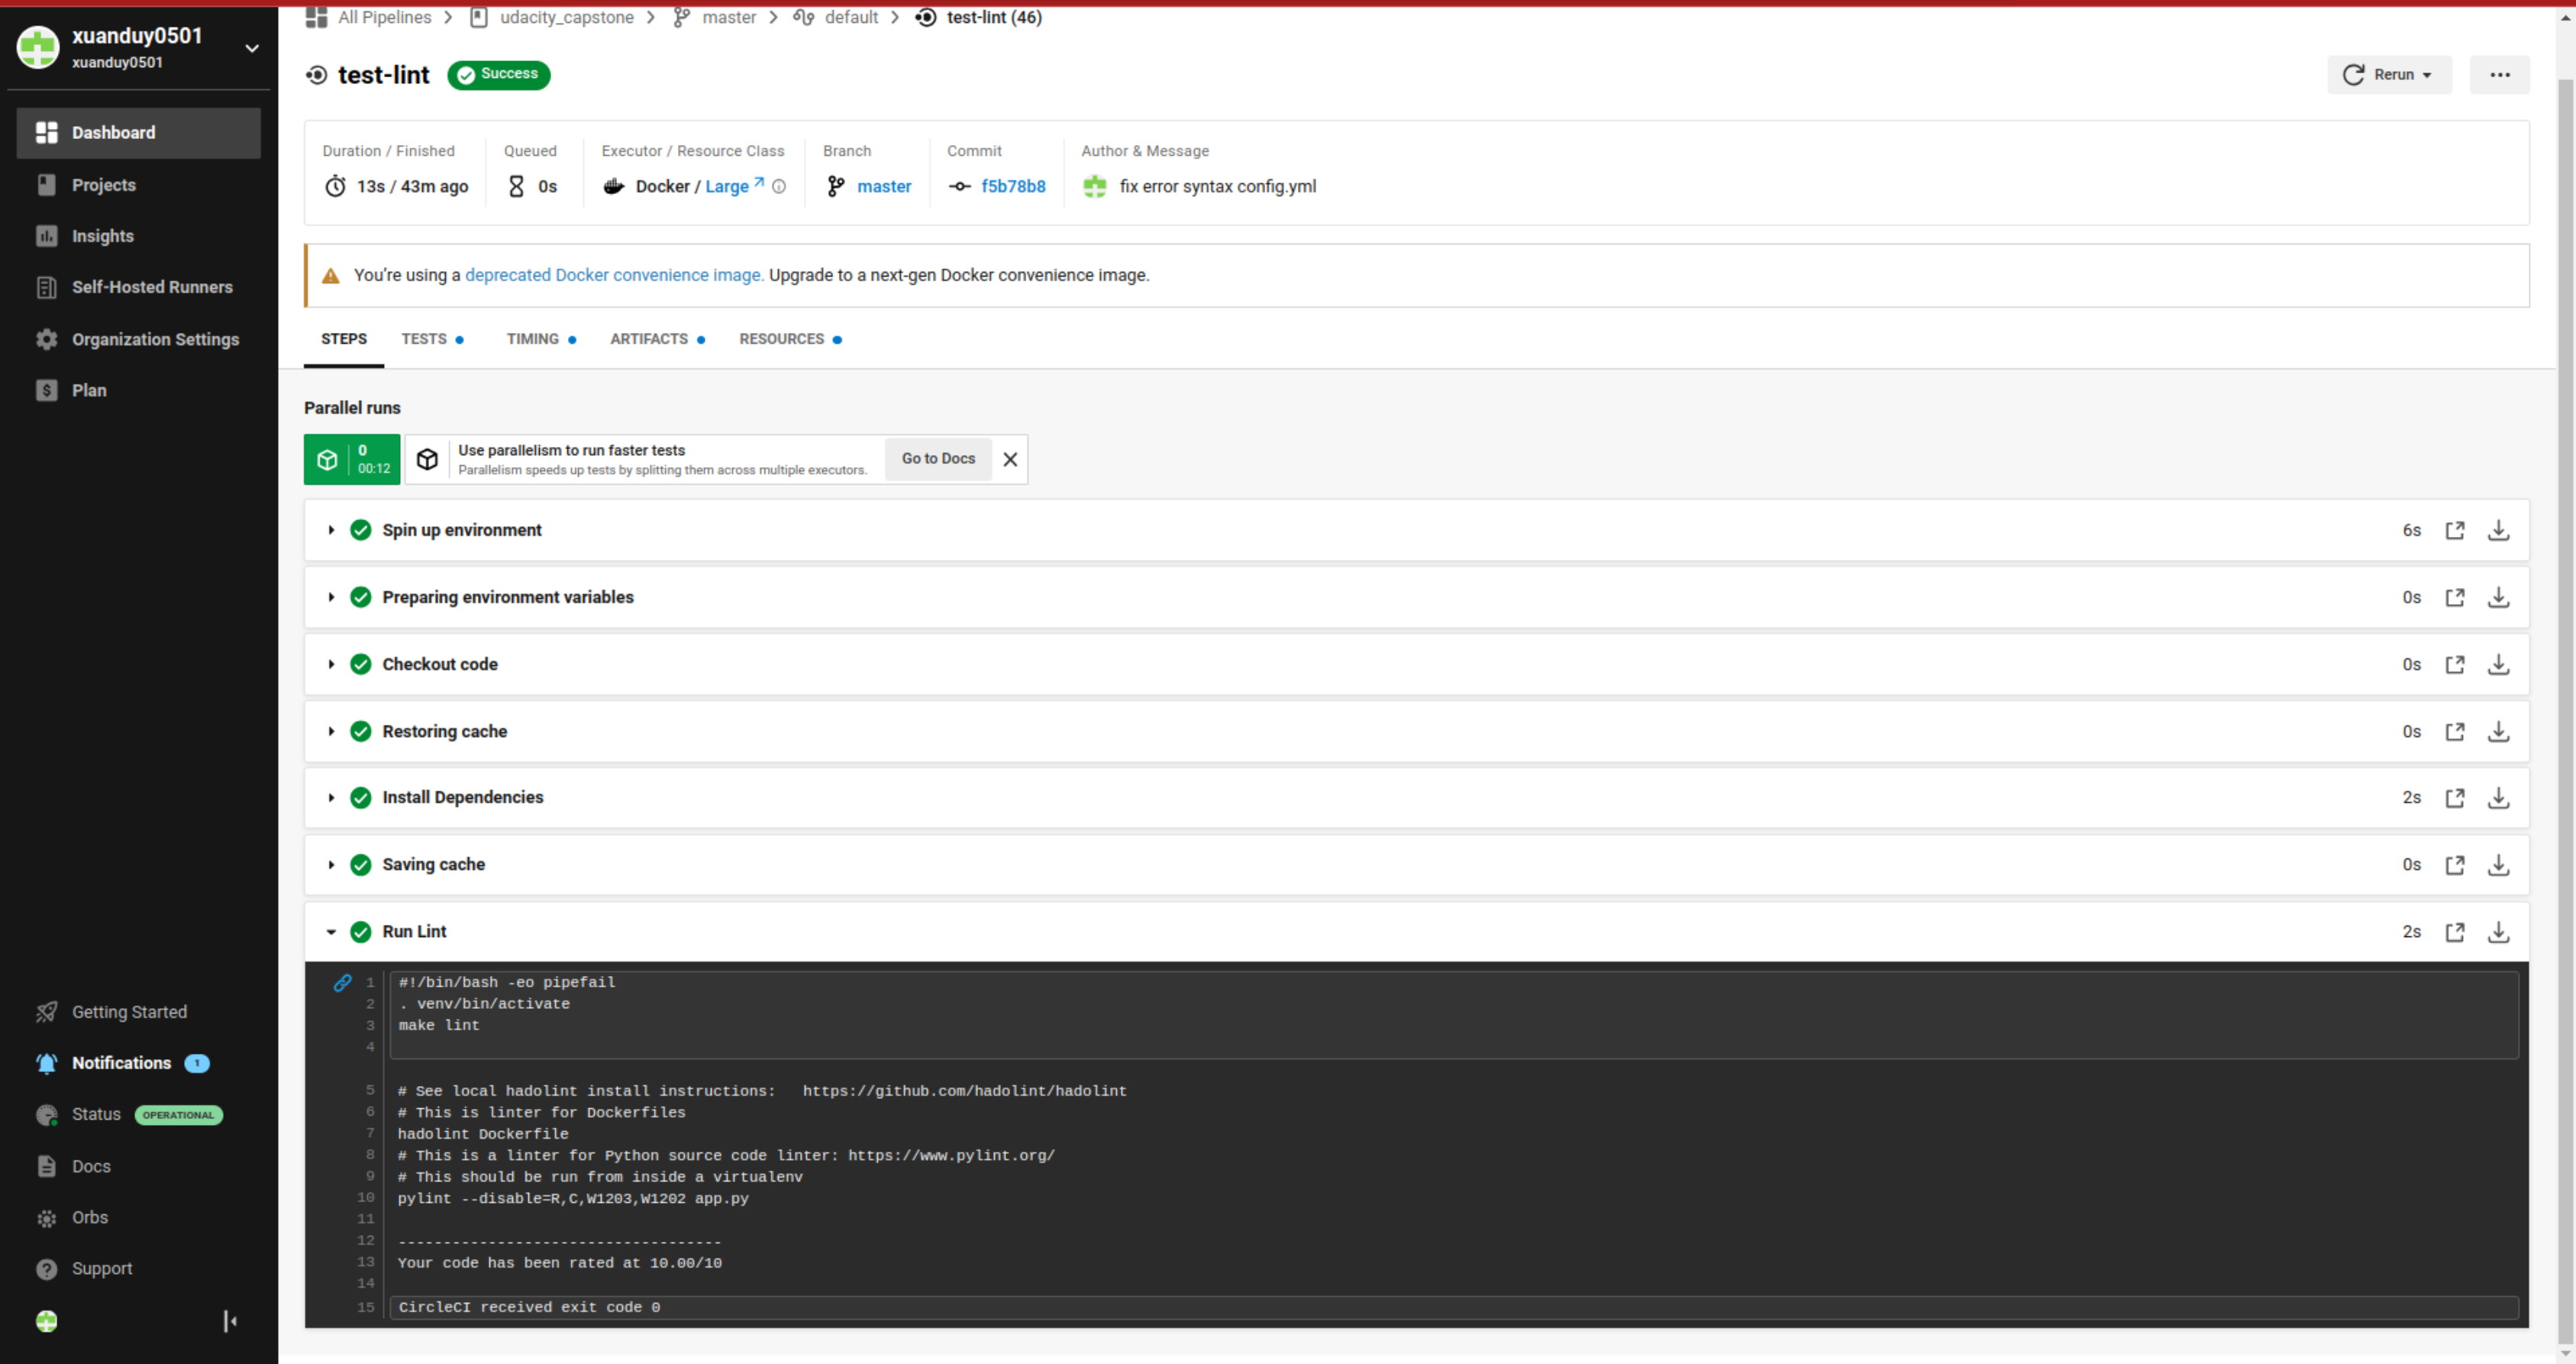 xuanduy0501
xuanduy0501
Dashboard
Projects
Insights
Self-Hosted Runners
Organization Settings
Plan
Getting Started
Notifications 1
Status OPERATIONAL
Docs
Orbs
Support
All Pipelines > udacity_capstone > master > default > test-lint (46)
test-lint Success
Rerun
Duration / Finished Queued Executor / Resource Class Branch Commit Author & Message
13s / 43m ago 0s Docker / Large master f5b78b8 fix error syntax config.yml
You're using a deprecated Docker convenience image. Upgrade to a next-gen Docker convenience image.
STEPS TESTS TIMING ARTIFACTS RESOURCES
Parallel runs
0
00:12
Use parallelism to run faster tests
Parallelism speeds up tests by splitting them across multiple executors.
Go to Docs
Spin up environment 6s
Preparing environment variables 0s
Checkout code 0s
Restoring cache 0s
Install Dependencies 2s
Saving cache 0s
Run Lint 2s
1 #!/bin/bash -eo pipefail
2 . venv/bin/activate
3 make lint
4
5 # See local hadolint install instructions:   https://github.com/hadolint/hadolint
6 # This is linter for Dockerfiles
7 hadolint Dockerfile
8 # This is a linter for Python source code linter: https://www.pylint.org/
9 # This should be run from inside a virtualenv
10 pylint --disable=R,C,W1203,W1202 app.py
11
12 ------------------------------------
13 Your code has been rated at 10.00/10
14
15 CircleCI received exit code 0